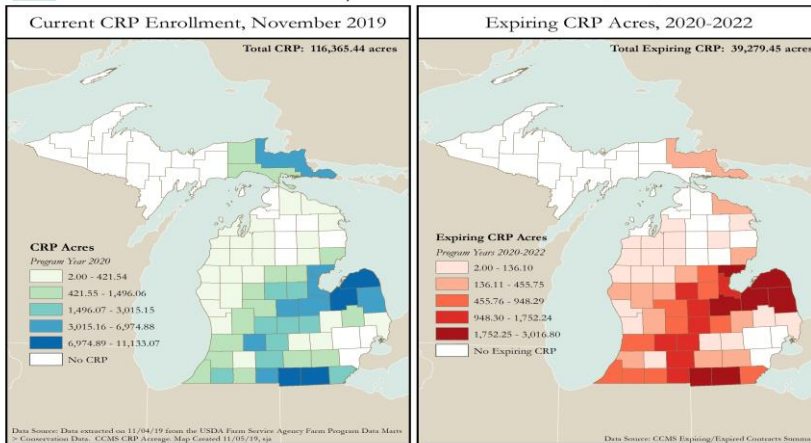 Current CRP Enrollment, November 2019
Total CRP: 116,365.44 acres
CRP Acres
Program Year 2020
2.00 - 421.54
421.55 - 1,496.06
1,496.07 - 3,015.15
3,015.16 - 6,974.88
6,974.89 - 11,133.07
No CRP
Data Source: Data extracted on 11/04/19 from the USDA Farm Service Agency Farm Program Data Marts
> Conservation Data. CCMS CRP Acreage. Map Created 11/05/19, sja
Expiring CRP Acres, 2020-2022
Total Expiring CRP: 39,279.45 acres
Expiring CRP Acres
Program Years 2020-2022
2.00 - 136.10
136.11 - 455.75
455.76 - 948.29
948.30 - 1,752.24
1,752.25 - 3,016.80
No Expiring CRP
Data Source: CCMS Expiring/Expired Contracts